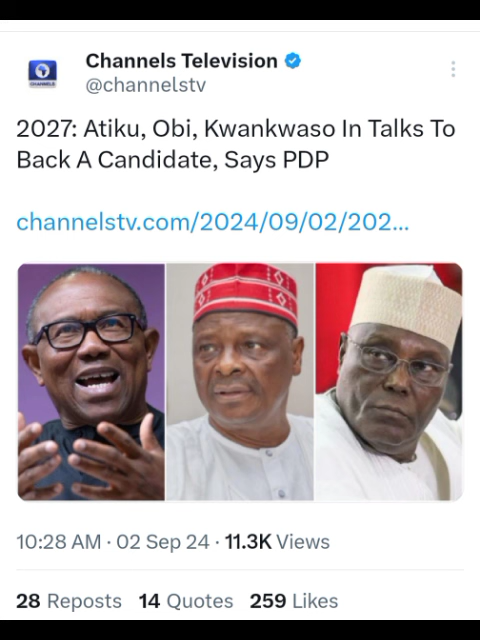 Channels Television
@channelstv
2027: Atiku, Obi, Kwankwaso In Talks To
Back A Candidate, Says PDP
channelstv.com/2024/09/02/202...
10:28 AM · 02 Sep 24 · 11.3K Views
28 Reposts 14 Quotes 259 Likes